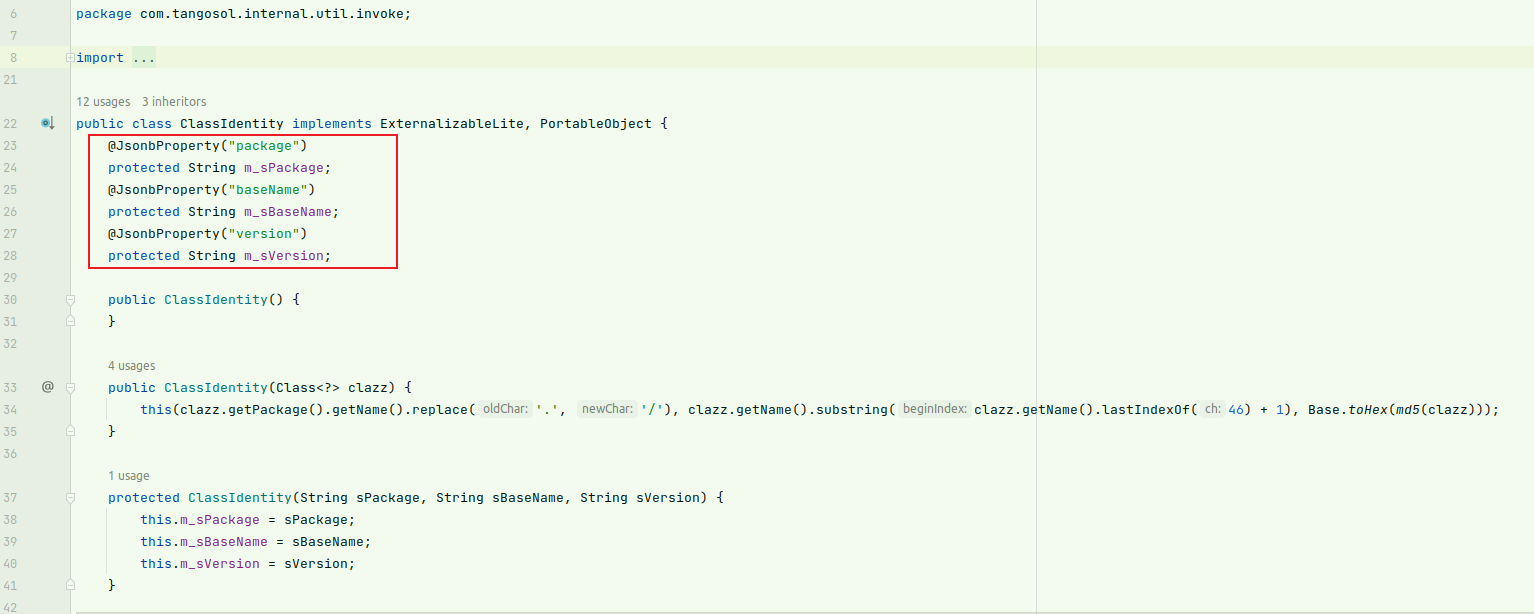 6 package com.tangosol.internal.util.invoke;
7
8 import ...
21
12 usages 3 inheritors
22 public class ClassIdentity implements ExternalizableLite, PortableObject {
23 @JsonbProperty("package")
24 protected String m_sPackage;
25 @JsonbProperty("baseName")
26 protected String m_sBaseName;
27 @JsonbProperty("version")
28 protected String m_sVersion;
29
30 public ClassIdentity() {
31 }
32
4 usages
33 @ public ClassIdentity(Class<?> clazz) {
34 this(clazz.getPackage().getName().replace( oldChar: '.', newChar: '/'), clazz.getName().substring( beginIndex: clazz.getName().lastIndexOf( ch: 46) + 1), Base.toHex(md5(clazz)));
35 }
36
1 usage
37 protected ClassIdentity(String sPackage, String sBaseName, String sVersion) {
38 this.m_sPackage = sPackage;
39 this.m_sBaseName = sBaseName;
40 this.m_sVersion = sVersion;
41 }
42